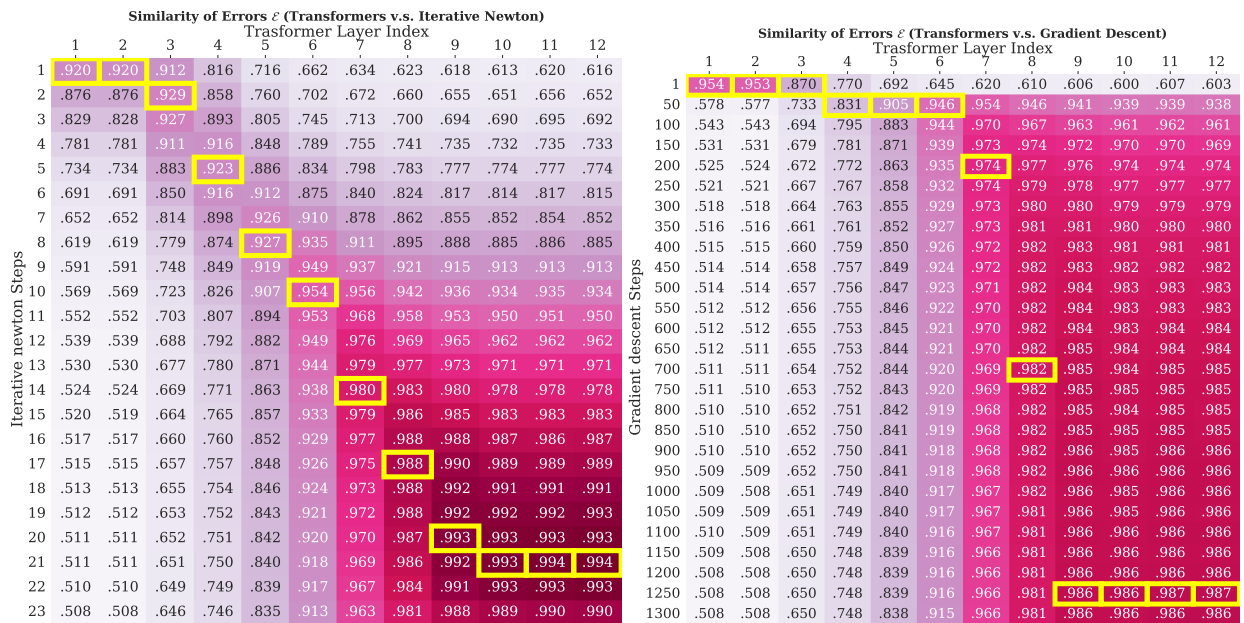 Similarity of Errors ℰ (Transformers v.s. Iterative Newton)
Trasformer Layer Index
1 2 3 4 5 6 7 8 9 10 11 12
Iterative newton Steps
1 .920 .920 .912 .816 .716 .662 .634 .623 .618 .613 .620 .616
2 .876 .876 .929 .858 .760 .702 .672 .660 .655 .651 .656 .652
3 .829 .828 .927 .893 .805 .745 .713 .700 .694 .690 .695 .692
4 .781 .781 .911 .916 .848 .789 .755 .741 .735 .732 .735 .733
5 .734 .734 .883 .923 .886 .834 .798 .783 .777 .774 .777 .774
6 .691 .691 .850 .916 .912 .875 .840 .824 .817 .814 .817 .815
7 .652 .652 .814 .898 .926 .910 .878 .862 .855 .852 .854 .852
8 .619 .619 .779 .874 .927 .935 .911 .895 .888 .885 .886 .885
9 .591 .591 .748 .849 .919 .949 .937 .921 .915 .913 .913 .913
10 .569 .569 .723 .826 .907 .954 .956 .942 .936 .934 .935 .934
11 .552 .552 .703 .807 .894 .953 .968 .958 .953 .950 .951 .950
12 .539 .539 .688 .792 .882 .949 .976 .969 .965 .962 .962 .962
13 .530 .530 .677 .780 .871 .944 .979 .977 .973 .971 .971 .971
14 .524 .524 .669 .771 .863 .938 .980 .983 .980 .978 .978 .978
15 .520 .519 .664 .765 .857 .933 .979 .986 .985 .983 .983 .983
16 .517 .517 .660 .760 .852 .929 .977 .988 .988 .987 .986 .987
17 .515 .515 .657 .757 .848 .926 .975 .988 .990 .989 .989 .989
18 .513 .513 .655 .754 .846 .924 .973 .988 .992 .991 .991 .991
19 .512 .512 .653 .752 .843 .921 .972 .988 .992 .992 .992 .993
20 .511 .511 .652 .751 .842 .920 .970 .987 .993 .993 .993 .993
21 .511 .511 .651 .750 .840 .918 .969 .986 .992 .993 .994 .994
22 .510 .510 .649 .749 .839 .917 .967 .984 .991 .993 .993 .993
23 .508 .508 .646 .746 .835 .913 .963 .981 .988 .989 .990 .990
Similarity of Errors ℰ (Transformers v.s. Gradient Descent)
Trasformer Layer Index
1 2 3 4 5 6 7 8 9 10 11 12
Gradient descent Steps
1 .954 .953 .870 .770 .692 .645 .620 .610 .606 .600 .607 .603
50 .578 .577 .733 .831 .905 .946 .954 .946 .941 .939 .939 .938
100 .543 .543 .694 .795 .883 .944 .970 .967 .963 .961 .962 .961
150 .531 .531 .679 .781 .871 .939 .973 .974 .972 .970 .970 .969
200 .525 .524 .672 .772 .863 .935 .974 .977 .976 .974 .974 .974
250 .521 .521 .667 .767 .858 .932 .974 .979 .978 .977 .977 .977
300 .518 .518 .664 .763 .855 .929 .973 .980 .980 .979 .979 .979
350 .516 .516 .661 .761 .852 .927 .973 .981 .981 .980 .980 .980
400 .515 .515 .660 .759 .850 .926 .972 .982 .983 .981 .981 .981
450 .514 .514 .658 .757 .849 .924 .972 .982 .983 .982 .982 .982
500 .514 .514 .657 .756 .847 .923 .971 .982 .984 .983 .982 .983
550 .512 .512 .656 .755 .846 .922 .970 .982 .984 .983 .983 .983
600 .512 .512 .655 .753 .845 .921 .970 .982 .984 .983 .984 .984
650 .512 .511 .655 .753 .844 .921 .970 .982 .985 .984 .984 .984
700 .511 .511 .654 .752 .844 .920 .969 .982 .985 .984 .985 .985
750 .511 .510 .653 .752 .843 .920 .969 .982 .985 .984 .985 .985
800 .510 .510 .652 .751 .842 .919 .968 .982 .985 .984 .985 .985
850 .510 .510 .652 .750 .841 .919 .968 .982 .985 .985 .985 .985
900 .510 .509 .652 .750 .841 .918 .968 .982 .986 .985 .986 .986
950 .509 .509 .652 .750 .841 .918 .968 .982 .986 .985 .986 .986
1000 .509 .508 .651 .749 .840 .917 .967 .982 .986 .985 .986 .986
1050 .509 .508 .651 .749 .840 .917 .967 .981 .986 .985 .986 .986
1100 .509 .508 .651 .749 .840 .916 .967 .981 .986 .986 .986 .986
1150 .509 .508 .650 .748 .839 .916 .966 .981 .986 .986 .986 .986
1200 .508 .508 .650 .748 .839 .916 .966 .981 .986 .986 .986 .986
1250 .508 .508 .650 .748 .839 .916 .966 .981 .986 .986 .987 .987
1300 .508 .508 .650 .748 .838 .915 .966 .981 .986 .986 .986 .986